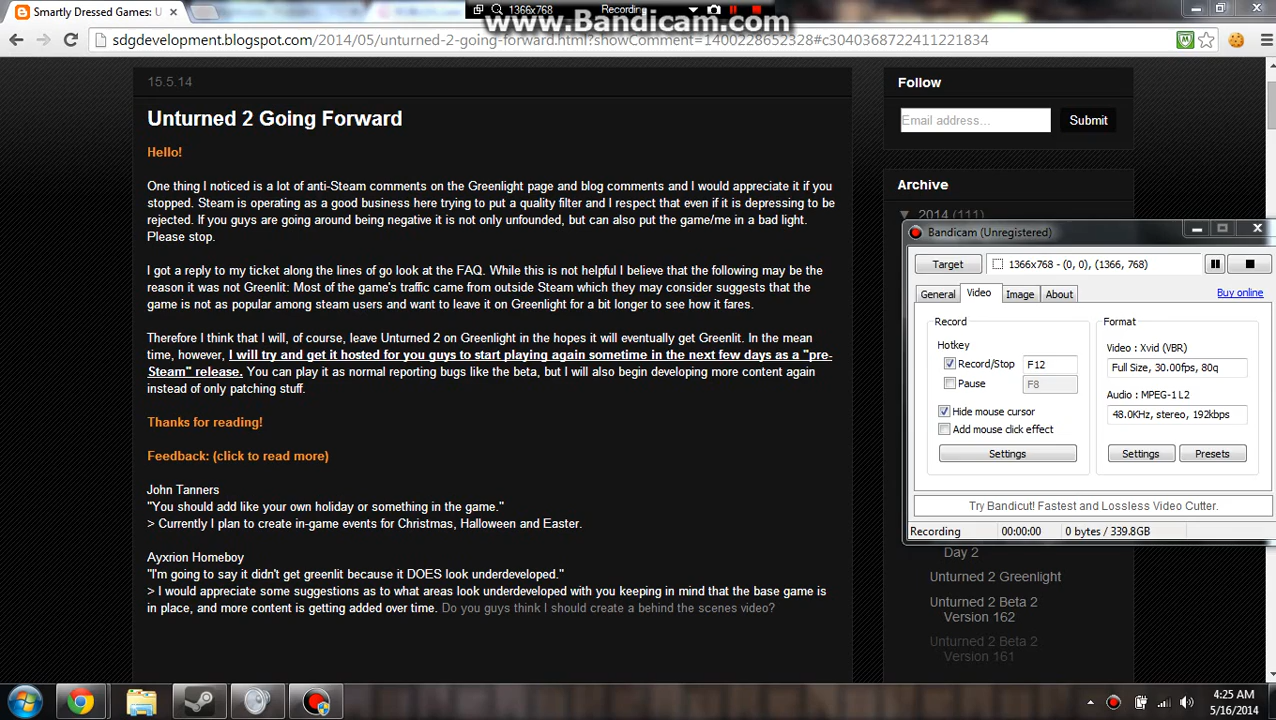 Smartly Dressed Games: U
1366x768
Recording
www.Bandicam.com
sdgdevelopment.blogspot.com/2014/05/unturned-2-going-forward.html?showComment=1400228652328#c3040368722411221834
15.5.14
Unturned 2 Going Forward
Hello!
One thing I noticed is a lot of anti-Steam comments on the Greenlight page and blog comments and I would appreciate it if you
stopped. Steam is operating as a good business here trying to put a quality filter and I respect that even if it is depressing to be
rejected. If you guys are going around being negative it is not only unfounded, but can also put the game/me in a bad light.
Please stop.
I got a reply to my ticket along the lines of go look at the FAQ. While this is not helpful I believe that the following may be the
reason it was not Greenlit: Most of the game's traffic came from outside Steam which they may consider suggests that the
game is not as popular among steam users and want to leave it on Greenlight for a bit longer to see how it fares.
Therefore I think that I will, of course, leave Unturned 2 on Greenlight in the hopes it will eventually get Greenlit. In the mean
time, however, I will try and get it hosted for you guys to start playing again sometime in the next few days as a "pre-
Steam" release. You can play it as normal reporting bugs like the beta, but I will also begin developing more content again
instead of only patching stuff.
Thanks for reading!
Feedback: (click to read more)
John Tanners
"You should add like your own holiday or something in the game."
> Currently I plan to create in-game events for Christmas, Halloween and Easter.
Ayxrion Homeboy
"I'm going to say it didn't get greenlit because it DOES look underdeveloped."
> I would appreciate some suggestions as to what areas look underdeveloped with you keeping in mind that the base game is
in place, and more content is getting added over time. Do you guys think I should create a behind the scenes video?
Follow
Email address...
Submit
Archive
2014 (111)
Bandicam (Unregistered)
Target
1366x768 - (0, 0), (1366, 768)
General
Video
Image
About
Buy online
Record
Hotkey
Record/Stop
F12
Pause
F8
Hide mouse cursor
Add mouse click effect
Settings
Format
Video : Xvid (VBR)
Full Size, 30.00fps, 80q
Audio : MPEG-1 L2
48.0KHz, stereo, 192kbps
Settings
Presets
Try Bandicut! Fastest and Lossless Video Cutter.
Recording
00:00:00
0 bytes / 339.8GB
Day 2
Unturned 2 Greenlight
Unturned 2 Beta 2
Version 162
Unturned 2 Beta 2
Version 161
4:25 AM
5/16/2014